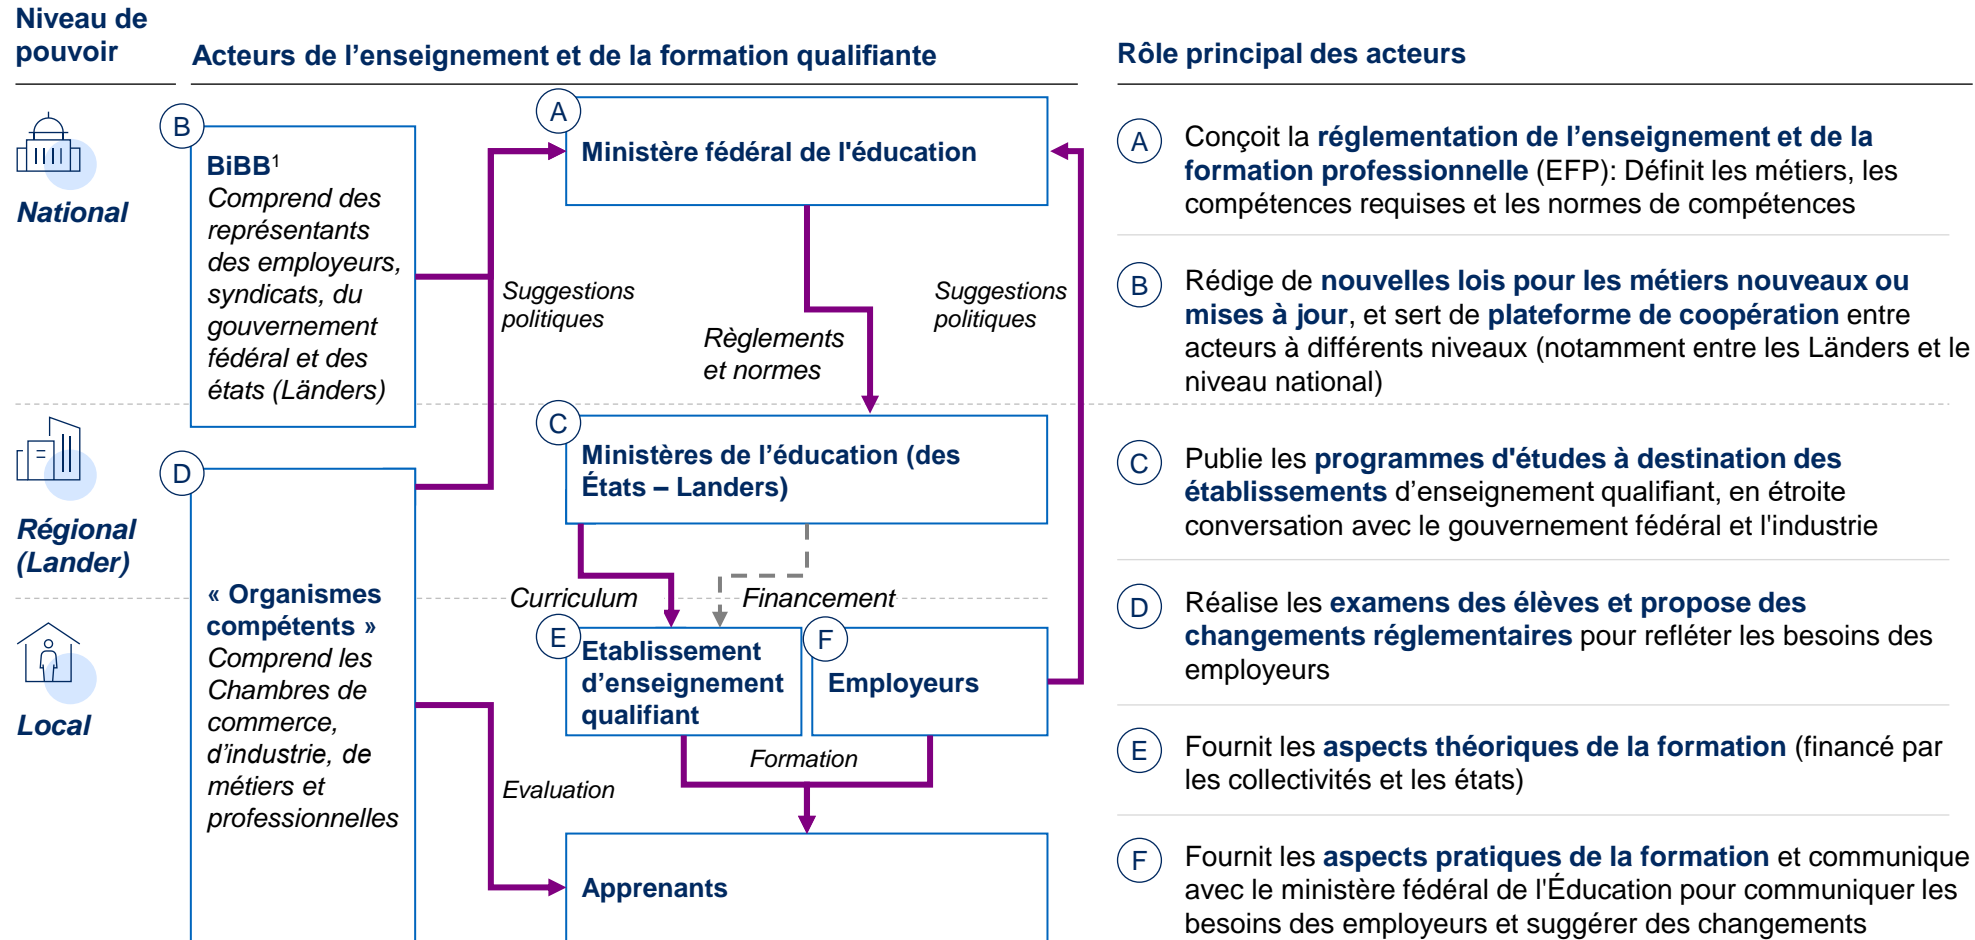 Niveau de
pouvoir
Acteurs de l’enseignement et de la formation qualifiante
Rôle principal des acteurs
National
B
BiBB¹
Comprend des
représentants
des employeurs,
syndicats, du
gouvernement
fédéral et des
états (Länders)
A
Ministère fédéral de l'éducation
Suggestions
politiques
Règlements
et normes
Suggestions
politiques
Régional
(Lander)
C
Ministères de l’éducation (des
États – Landers)
D
« Organismes
compétents »
Comprend les
Chambres de
commerce,
d’industrie, de
métiers et
professionnelles
Curriculum
Financement
Local
E
Etablissement
d’enseignement
qualifiant
F
Employeurs
Formation
Evaluation
Apprenants
A
Conçoit la réglementation de l’enseignement et de la
formation professionnelle (EFP): Définit les métiers, les
compétences requises et les normes de compétences
B
Rédige de nouvelles lois pour les métiers nouveaux ou
mises à jour, et sert de plateforme de coopération entre
acteurs à différents niveaux (notamment entre les Länders et le
niveau national)
C
Publie les programmes d'études à destination des
établissements d’enseignement qualifiant, en étroite
conversation avec le gouvernement fédéral et l'industrie
D
Réalise les examens des élèves et propose des
changements réglementaires pour refléter les besoins des
employeurs
E
Fournit les aspects théoriques de la formation (financé par
les collectivités et les états)
F
Fournit les aspects pratiques de la formation et communique
avec le ministère fédéral de l'Éducation pour communiquer les
besoins des employeurs et suggérer des changements